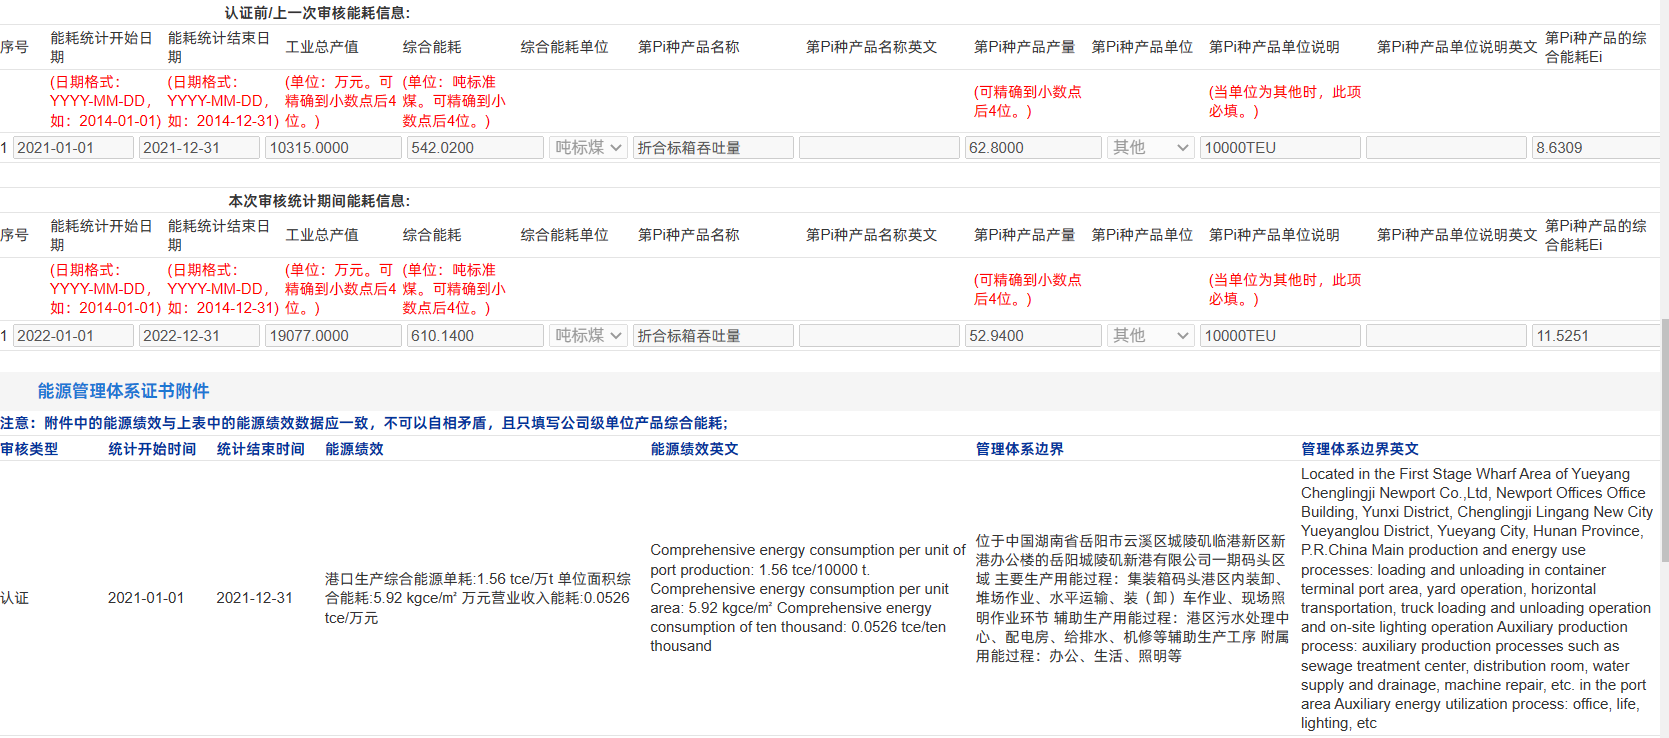 认证前/上一次审核能耗信息：
序号 能耗统计开始日期 能耗统计结束日期 工业总产值 综合能耗 综合能耗单位 第Pi种产品名称 第Pi种产品名称英文 第Pi种产品产量 第Pi种产品单位 第Pi种产品单位说明 第Pi种产品单位说明英文 第Pi种产品的综合能耗Ei
(日期格式：YYYY-MM-DD，如：2014-01-01) (日期格式：YYYY-MM-DD，如：2014-12-31) (单位：万元。可精确到小数点后4位。) (单位：吨标准煤。可精确到小数点后4位。) (可精确到小数点后4位。) (当单位为其他时，此项必填。)
1 2021-01-01 2021-12-31 10315.0000 542.0200 吨标煤 折合标箱吞吐量 62.8000 其他 10000TEU 8.6309
本次审核统计期间能耗信息：
序号 能耗统计开始日期 能耗统计结束日期 工业总产值 综合能耗 综合能耗单位 第Pi种产品名称 第Pi种产品名称英文 第Pi种产品产量 第Pi种产品单位 第Pi种产品单位说明 第Pi种产品单位说明英文 第Pi种产品的综合能耗Ei
(日期格式：YYYY-MM-DD，如：2014-01-01) (日期格式：YYYY-MM-DD，如：2014-12-31) (单位：万元。可精确到小数点后4位。) (单位：吨标准煤。可精确到小数点后4位。) (可精确到小数点后4位。) (当单位为其他时，此项必填。)
1 2022-01-01 2022-12-31 19077.0000 610.1400 吨标煤 折合标箱吞吐量 52.9400 其他 10000TEU 11.5251
能源管理体系证书附件
注意：附件中的能源绩效与上表中的能源绩效数据应一致，不可以自相矛盾，且只填写公司级单位产品综合能耗；
审核类型 统计开始时间 统计结束时间 能源绩效 能源绩效英文 管理体系边界 管理体系边界英文
认证 2021-01-01 2021-12-31
港口生产综合能源单耗:1.56 tce/万t 单位面积综
合能耗:5.92 kgce/㎡ 万元营业收入能耗:0.0526
tce/万元
Comprehensive energy consumption per unit of
port production: 1.56 tce/10000 t.
Comprehensive energy consumption per unit
area: 5.92 kgce/㎡ Comprehensive energy
consumption of ten thousand: 0.0526 tce/ten
thousand
位于中国湖南省岳阳市云溪区城陵矶临港新区新
港办公楼的岳阳城陵矶新港有限公司一期码头区
域 主要生产用能过程：集装箱码头港区内装卸、
堆场作业、水平运输、装（卸）车作业、现场照
明作业环节 辅助生产用能过程：港区污水处理中
心、配电房、给排水、机修等辅助生产工序 附属
用能过程：办公、生活、照明等
Located in the First Stage Wharf Area of Yueyang
Chenglingji Newport Co.,Ltd, Newport Offices Office
Building, Yunxi District, Chenglingji Lingang New City
Yueyanglou District, Yueyang City, Hunan Province,
P.R.China Main production and energy use
processes: loading and unloading in container
terminal port area, yard operation, horizontal
transportation, truck loading and unloading operation
and on-site lighting operation Auxiliary production
process: auxiliary production processes such as
sewage treatment center, distribution room, water
supply and drainage, machine repair, etc. in the port
area Auxiliary energy utilization process: office, life,
lighting, etc